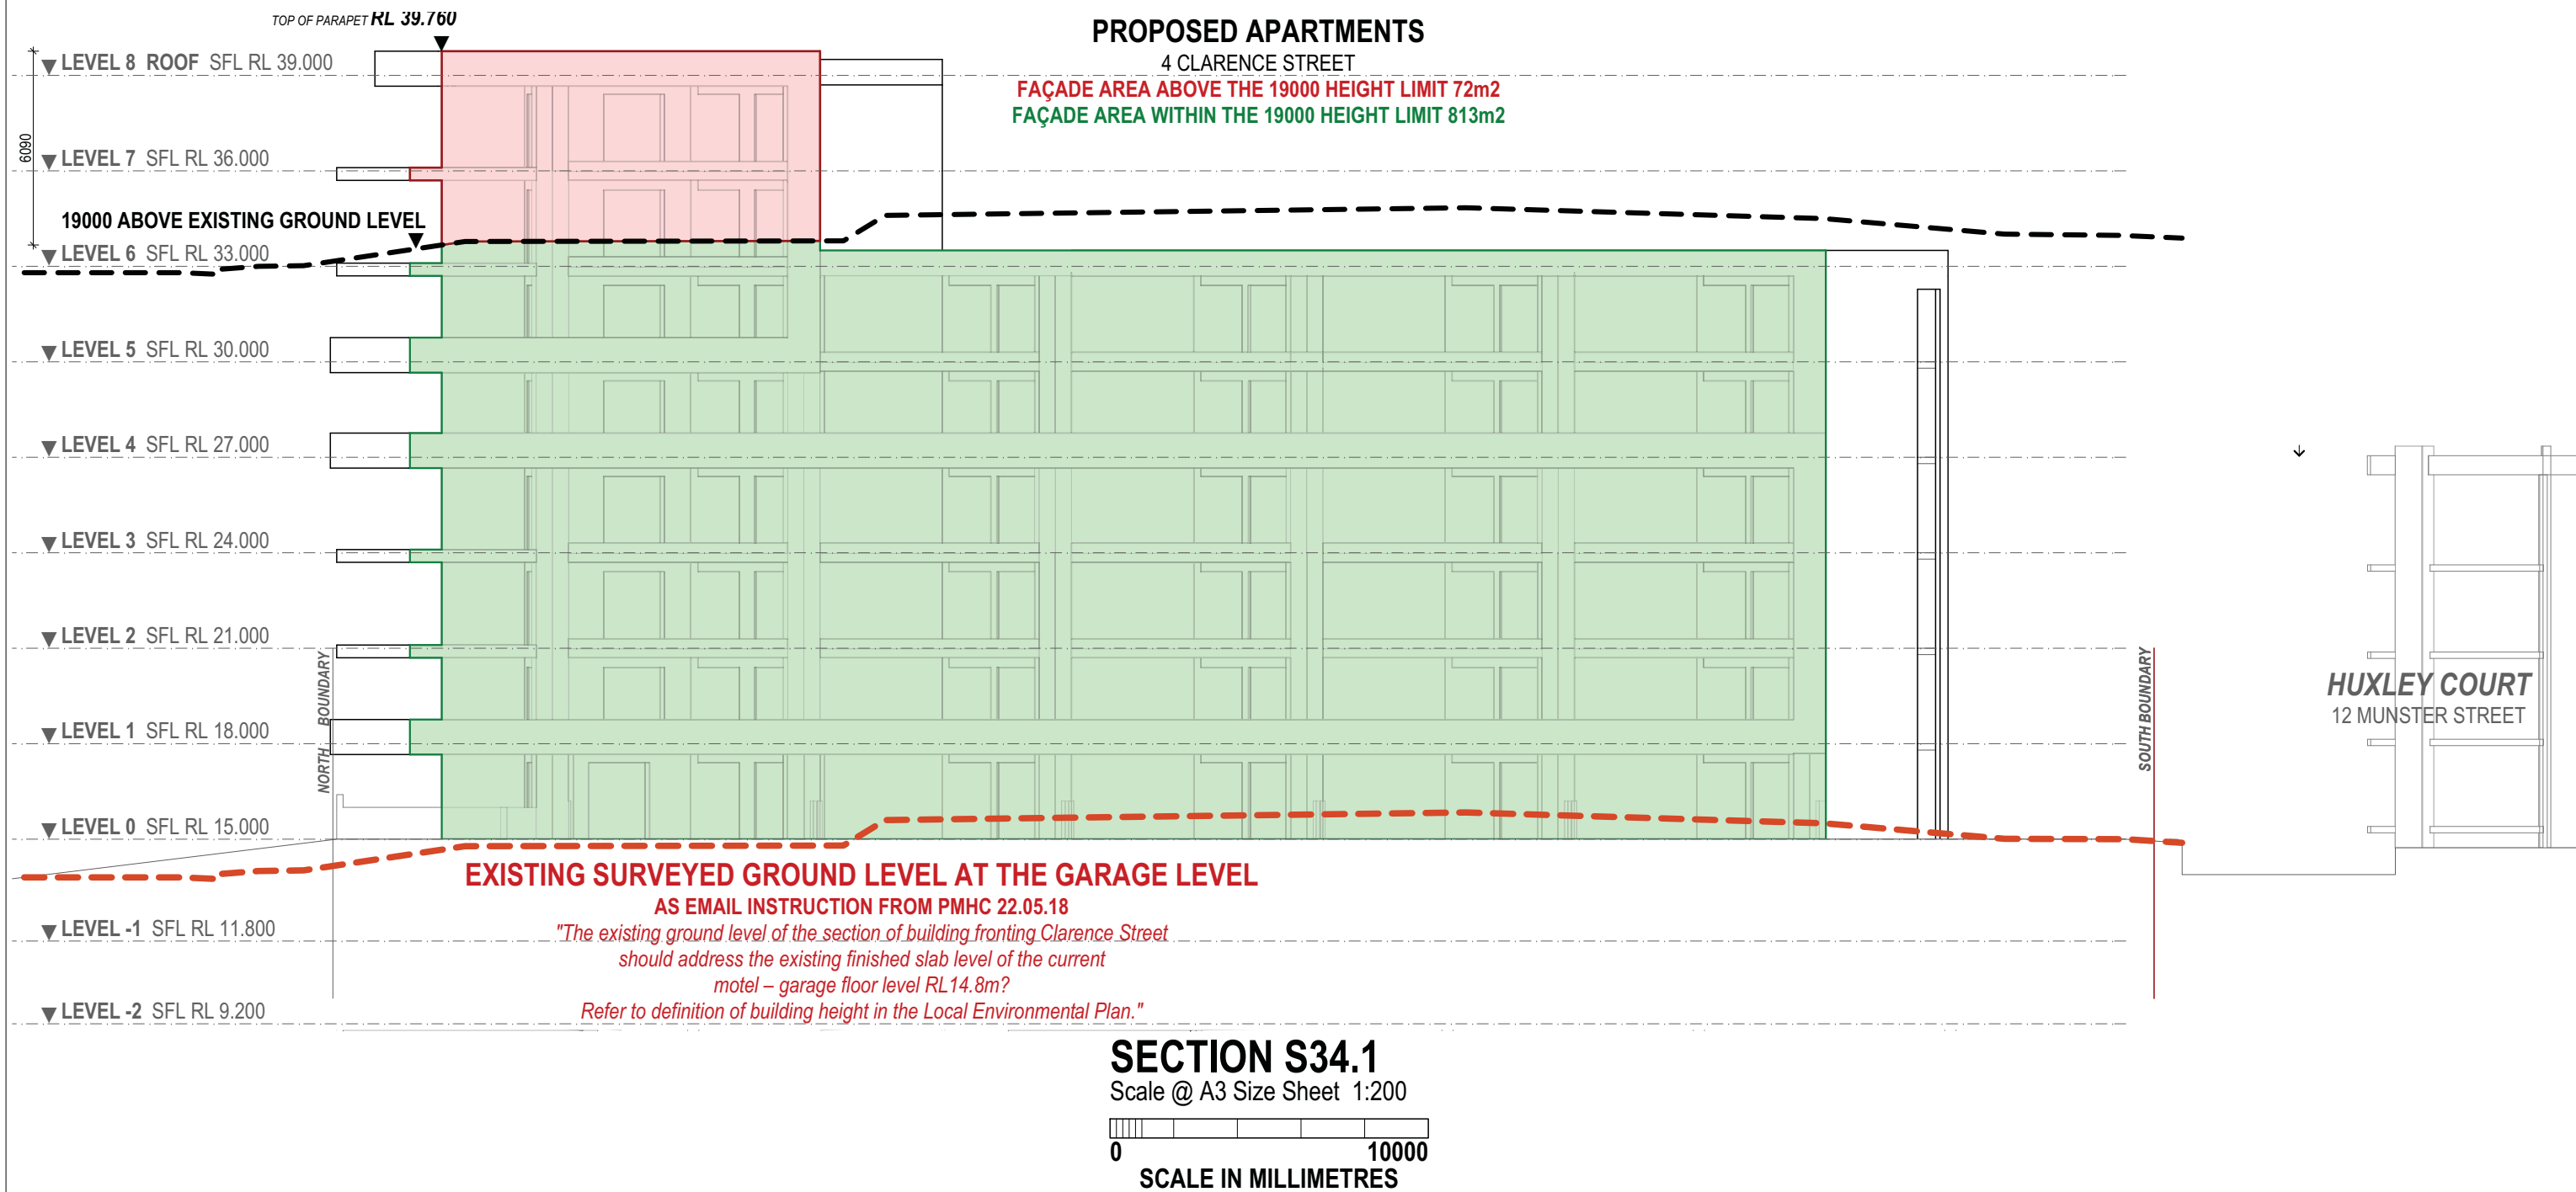 TOP OF PARAPET RL 39.760
PROPOSED APARTMENTS
4 CLARENCE STREET
FAÇADE AREA ABOVE THE 19000 HEIGHT LIMIT 72m2
FAÇADE AREA WITHIN THE 19000 HEIGHT LIMIT 813m2
LEVEL 8 ROOF SFL RL 39.000
6090
LEVEL 7 SFL RL 36.000
19000 ABOVE EXISTING GROUND LEVEL
LEVEL 6 SFL RL 33.000
LEVEL 5 SFL RL 30.000
LEVEL 4 SFL RL 27.000
LEVEL 3 SFL RL 24.000
LEVEL 2 SFL RL 21.000
NORTH BOUNDARY
SOUTH BOUNDARY
HUXLEY COURT
12 MUNSTER STREET
LEVEL 1 SFL RL 18.000
LEVEL 0 SFL RL 15.000
EXISTING SURVEYED GROUND LEVEL AT THE GARAGE LEVEL
AS EMAIL INSTRUCTION FROM PMHC 22.05.18
"The existing ground level of the section of building fronting Clarence Street
should address the existing finished slab level of the current
motel – garage floor level RL14.8m?
Refer to definition of building height in the Local Environmental Plan."
LEVEL -1 SFL RL 11.800
LEVEL -2 SFL RL 9.200
SECTION S34.1
Scale @ A3 Size Sheet 1:200
0 10000
SCALE IN MILLIMETRES